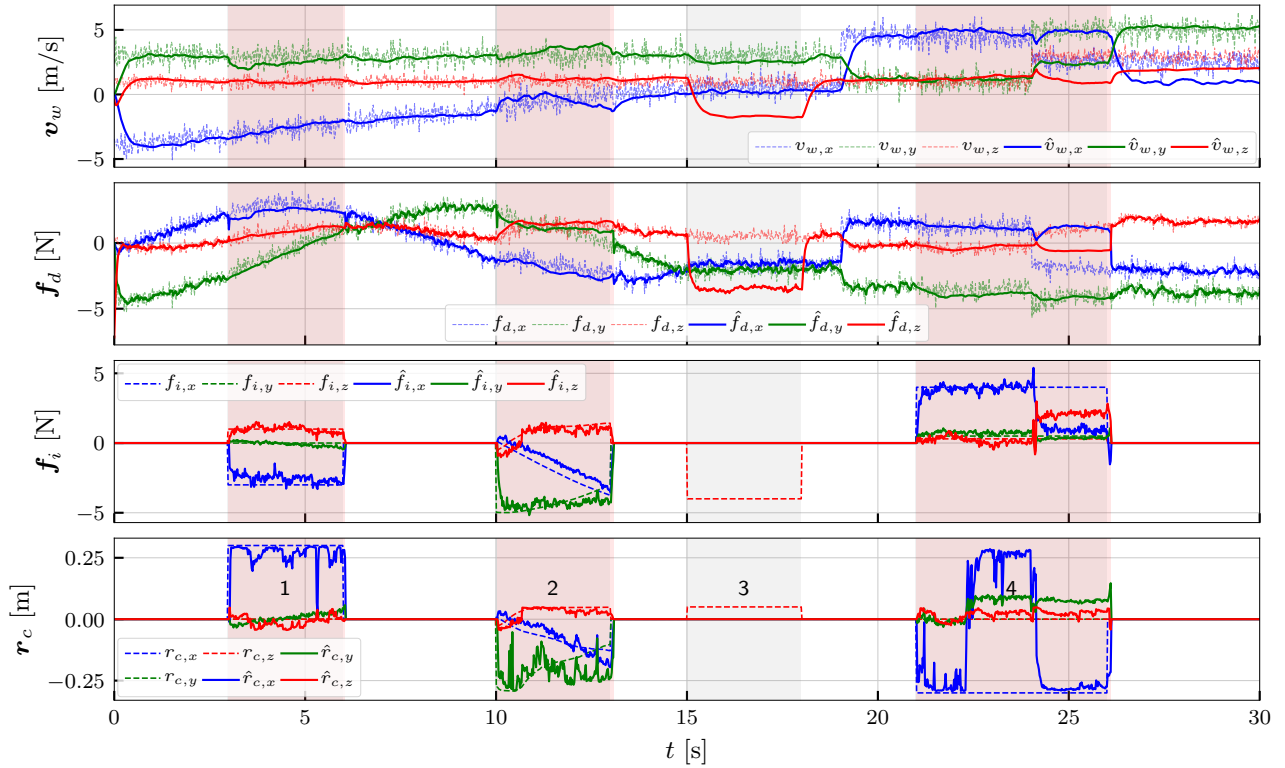 5
0
−5
𝒗_w [m/s]
v_{w,x} v_{w,y} v_{w,z} v̂_{w,x} v̂_{w,y} v̂_{w,z}
0
−5
𝒇_d [N]
f_{d,x} f_{d,y} f_{d,z} f̂_{d,x} f̂_{d,y} f̂_{d,z}
5
0
−5
𝒇_i [N]
f_{i,x} f_{i,y} f_{i,z} f̂_{i,x} f̂_{i,y} f̂_{i,z}
0.25
0.00
−0.25
𝒓_c [m]
1 2 3 4
r_{c,x} r_{c,z} r̂_{c,y}
r_{c,y} r̂_{c,x} r̂_{c,z}
0 5 10 15 20 25 30
t [s]